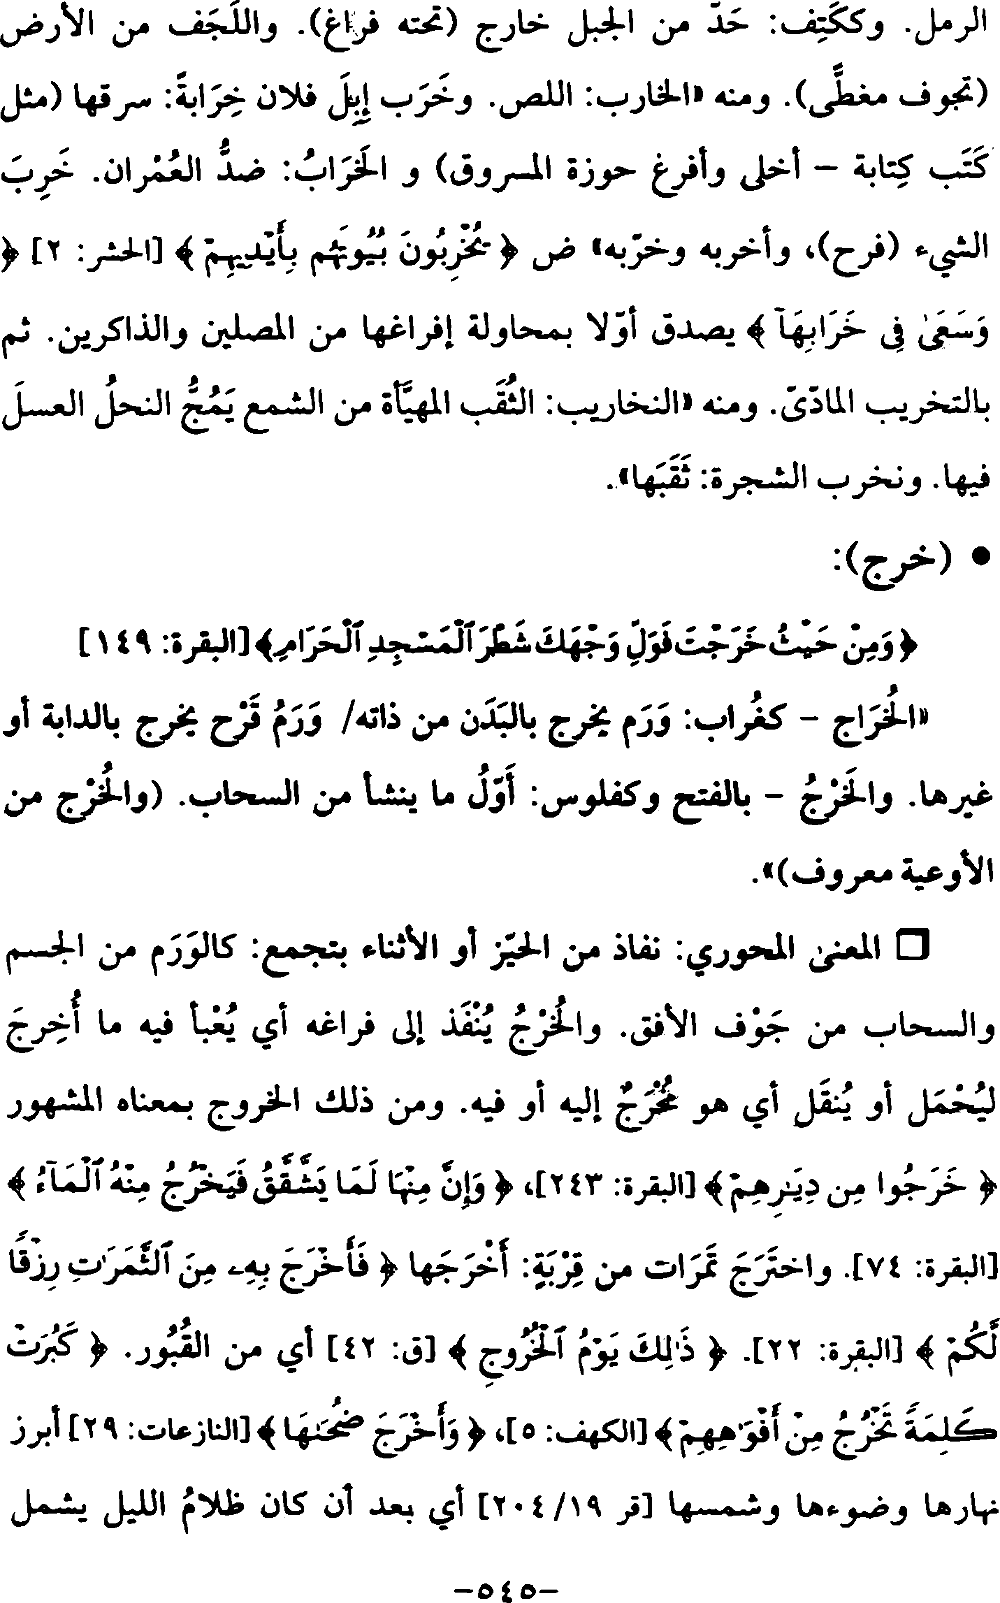 الرمل. وككَتِف: حَدّ من الجبل خارج (تحته فراغ). واللَجَف من الأرض
(تجوف مغطًّى). ومنه «الخارب: اللص. وخَرَب إبِلَ فلان خِرَابةً: سرقها (مثل
كَتَب كِتابة – أخلى وأفرغ حوزة المسروق) و الخَرَابُ: ضدُّ العُمْران. خَرِبَ
الشيء (فرح)، وأخربه وخرّبه» ض ﴿ يُخْرِبُونَ بُيُوتَهُم بِأَيْدِيهِمْ ﴾ [الحشر: ٢] ﴿
وَسَعَىٰ فِى خَرَابِهَآ ﴾ يصدق أوّلا بمحاولة إفراغها من المصلين والذاكرين. ثم
بالتخريب المادّىّ. ومنه «النخاريب: الثُقَب المهيَّأة من الشمع يَمُجُّ النحلُ العسلَ
فيها. ونخرب الشجرة: ثَقَبَها».
• (خرج):
﴿ وَمِنْ حَيْثُ خَرَجْتَ فَوَلِّ وَجْهَكَ شَطْرَ ٱلْمَسْجِدِ ٱلْحَرَامِ ﴾ [البقرة: ١٤٩]
«الخُرَاج – كغُراب: وَرَم يخرج بالبَدَن من ذاته/ وَرَمُ قَرْح يخرج بالدابة أو
غيرها. والخَرْجُ – بالفتح وكفلوس: أَوّلُ ما ينشأ من السحاب. (والخُرْج من
الأوعية معروف)».
□ المعنى المحوري: نفاذ من الحيّز أو الأثناء بتجمع: كالوَرَم من الجسم
والسحاب من جَوْف الأفق. والخُرْجُ يُنْفَذ إلى فراغه أي يُعْبأ فيه ما أُخِرجَ
ليُحْمَل أو يُنقَل أي هو مُخْرَجٌ إليه أو فيه. ومن ذلك الخروج بمعناه المشهور
﴿ خَرَجُوا مِن دِيَـٰرِهِمْ ﴾ [البقرة: ٢٤٣]، ﴿ وَإِنَّ مِنْهَا لَمَا يَشَّقَّقُ فَيَخْرُجُ مِنْهُ ٱلْمَآءُ ﴾
[البقرة: ٧٤]. واخترَجَ تَمَرَات من قِرْبَةٍ: أَخْرَجَها ﴿ فَأَخْرَجَ بِهِۦ مِنَ ٱلثَّمَرَٰتِ رِزْقًا
لَّكُمْ ﴾ [البقرة: ٢٢]. ﴿ ذَٰلِكَ يَوْمُ ٱلْخُرُوجِ ﴾ [ق: ٤٢] أي من القُبُور. ﴿ كَبُرَتْ
كَلِمَةً تَخْرُجُ مِنْ أَفْوَٰهِهِمْ ﴾ [الكهف: ٥]، ﴿ وَأَخْرَجَ ضُحَىٰهَا ﴾ [النازعات: ٢٩] أبرز
نهارها وضوءها وشمسها [قر ١٩/ ٢٠٤] أي بعد أن كان ظلامُ الليل يشمل
-٥٤٥-